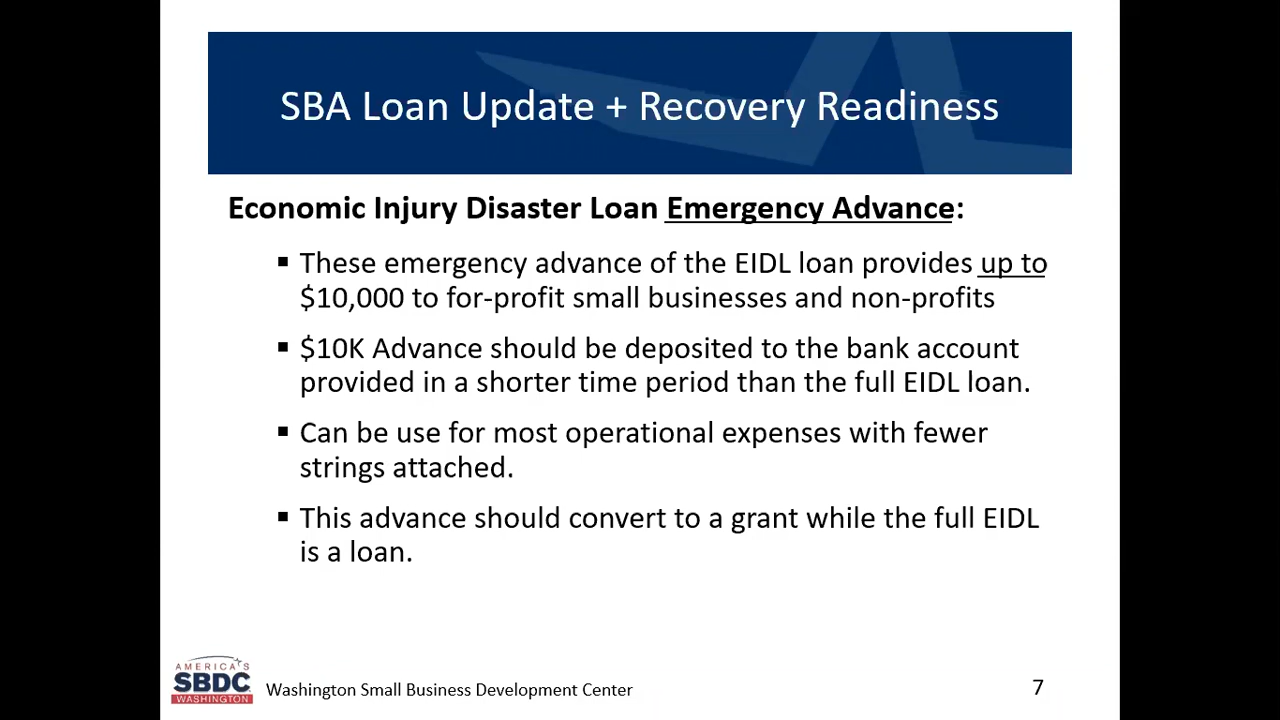 SBA Loan Update + Recovery Readiness
Economic Injury Disaster Loan Emergency Advance:
▪ These emergency advance of the EIDL loan provides up to
$10,000 to for-profit small businesses and non-profits
▪ $10K Advance should be deposited to the bank account
provided in a shorter time period than the full EIDL loan.
▪ Can be use for most operational expenses with fewer
strings attached.
▪ This advance should convert to a grant while the full EIDL
is a loan.
AMERICA'S
SBDC
WASHINGTON
Washington Small Business Development Center
7